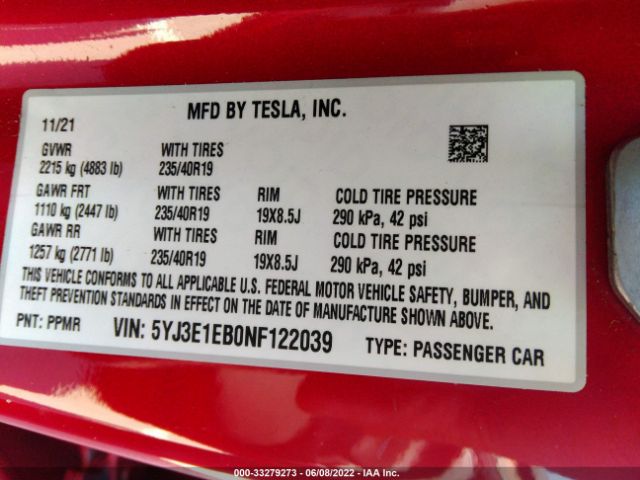 MFD BY TESLA, INC.
11/21
GVWR WITH TIRES
2215 kg (4883 lb) 235/40R19
GAWR FRT WITH TIRES RIM COLD TIRE PRESSURE
1110 kg (2447 lb) 235/40R19 19X8.5J 290 kPa, 42 psi
GAWR RR WITH TIRES RIM COLD TIRE PRESSURE
1257 kg (2771 lb) 235/40R19 19X8.5J 290 kPa, 42 psi
THIS VEHICLE CONFORMS TO ALL APPLICABLE U.S. FEDERAL MOTOR VEHICLE SAFETY, BUMPER, AND
THEFT PREVENTION STANDARDS IN EFFECT ON THE DATE OF MANUFACTURE SHOWN ABOVE.
PNT: PPMR VIN: 5YJ3E1EB0NF122039 TYPE: PASSENGER CAR
000-33279273 - 06/08/2022 - IAA Inc.